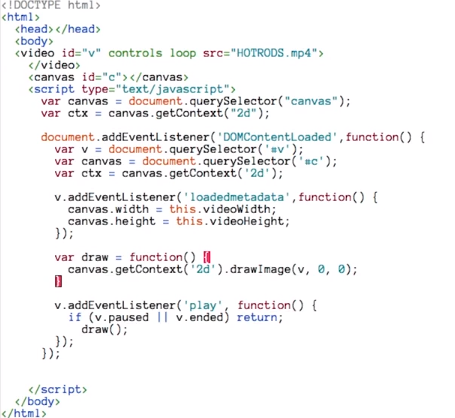 <!DOCTYPE html>
<html>
  <head></head>
  <body>
  <video id="v" controls loop src="HOTRODS.mp4">
    </video>
    <canvas id="c"></canvas>
    <script type="text/javascript">
      var canvas = document.querySelector("canvas");
      var ctx = canvas.getContext("2d");

      document.addEventListener('DOMContentLoaded',function() {
        var v = document.querySelector('#v');
        var canvas = document.querySelector('#c');
        var ctx = canvas.getContext('2d');

        v.addEventListener('loadedmetadata',function() {
          canvas.width = this.videoWidth;
          canvas.height = this.videoHeight;
        });

        var draw = function() {
          canvas.getContext('2d').drawImage(v, 0, 0);
        }

        v.addEventListener('play', function() {
          if (v.paused || v.ended) return;
            draw();
        });
      });


    </script>
  </body>
</html>